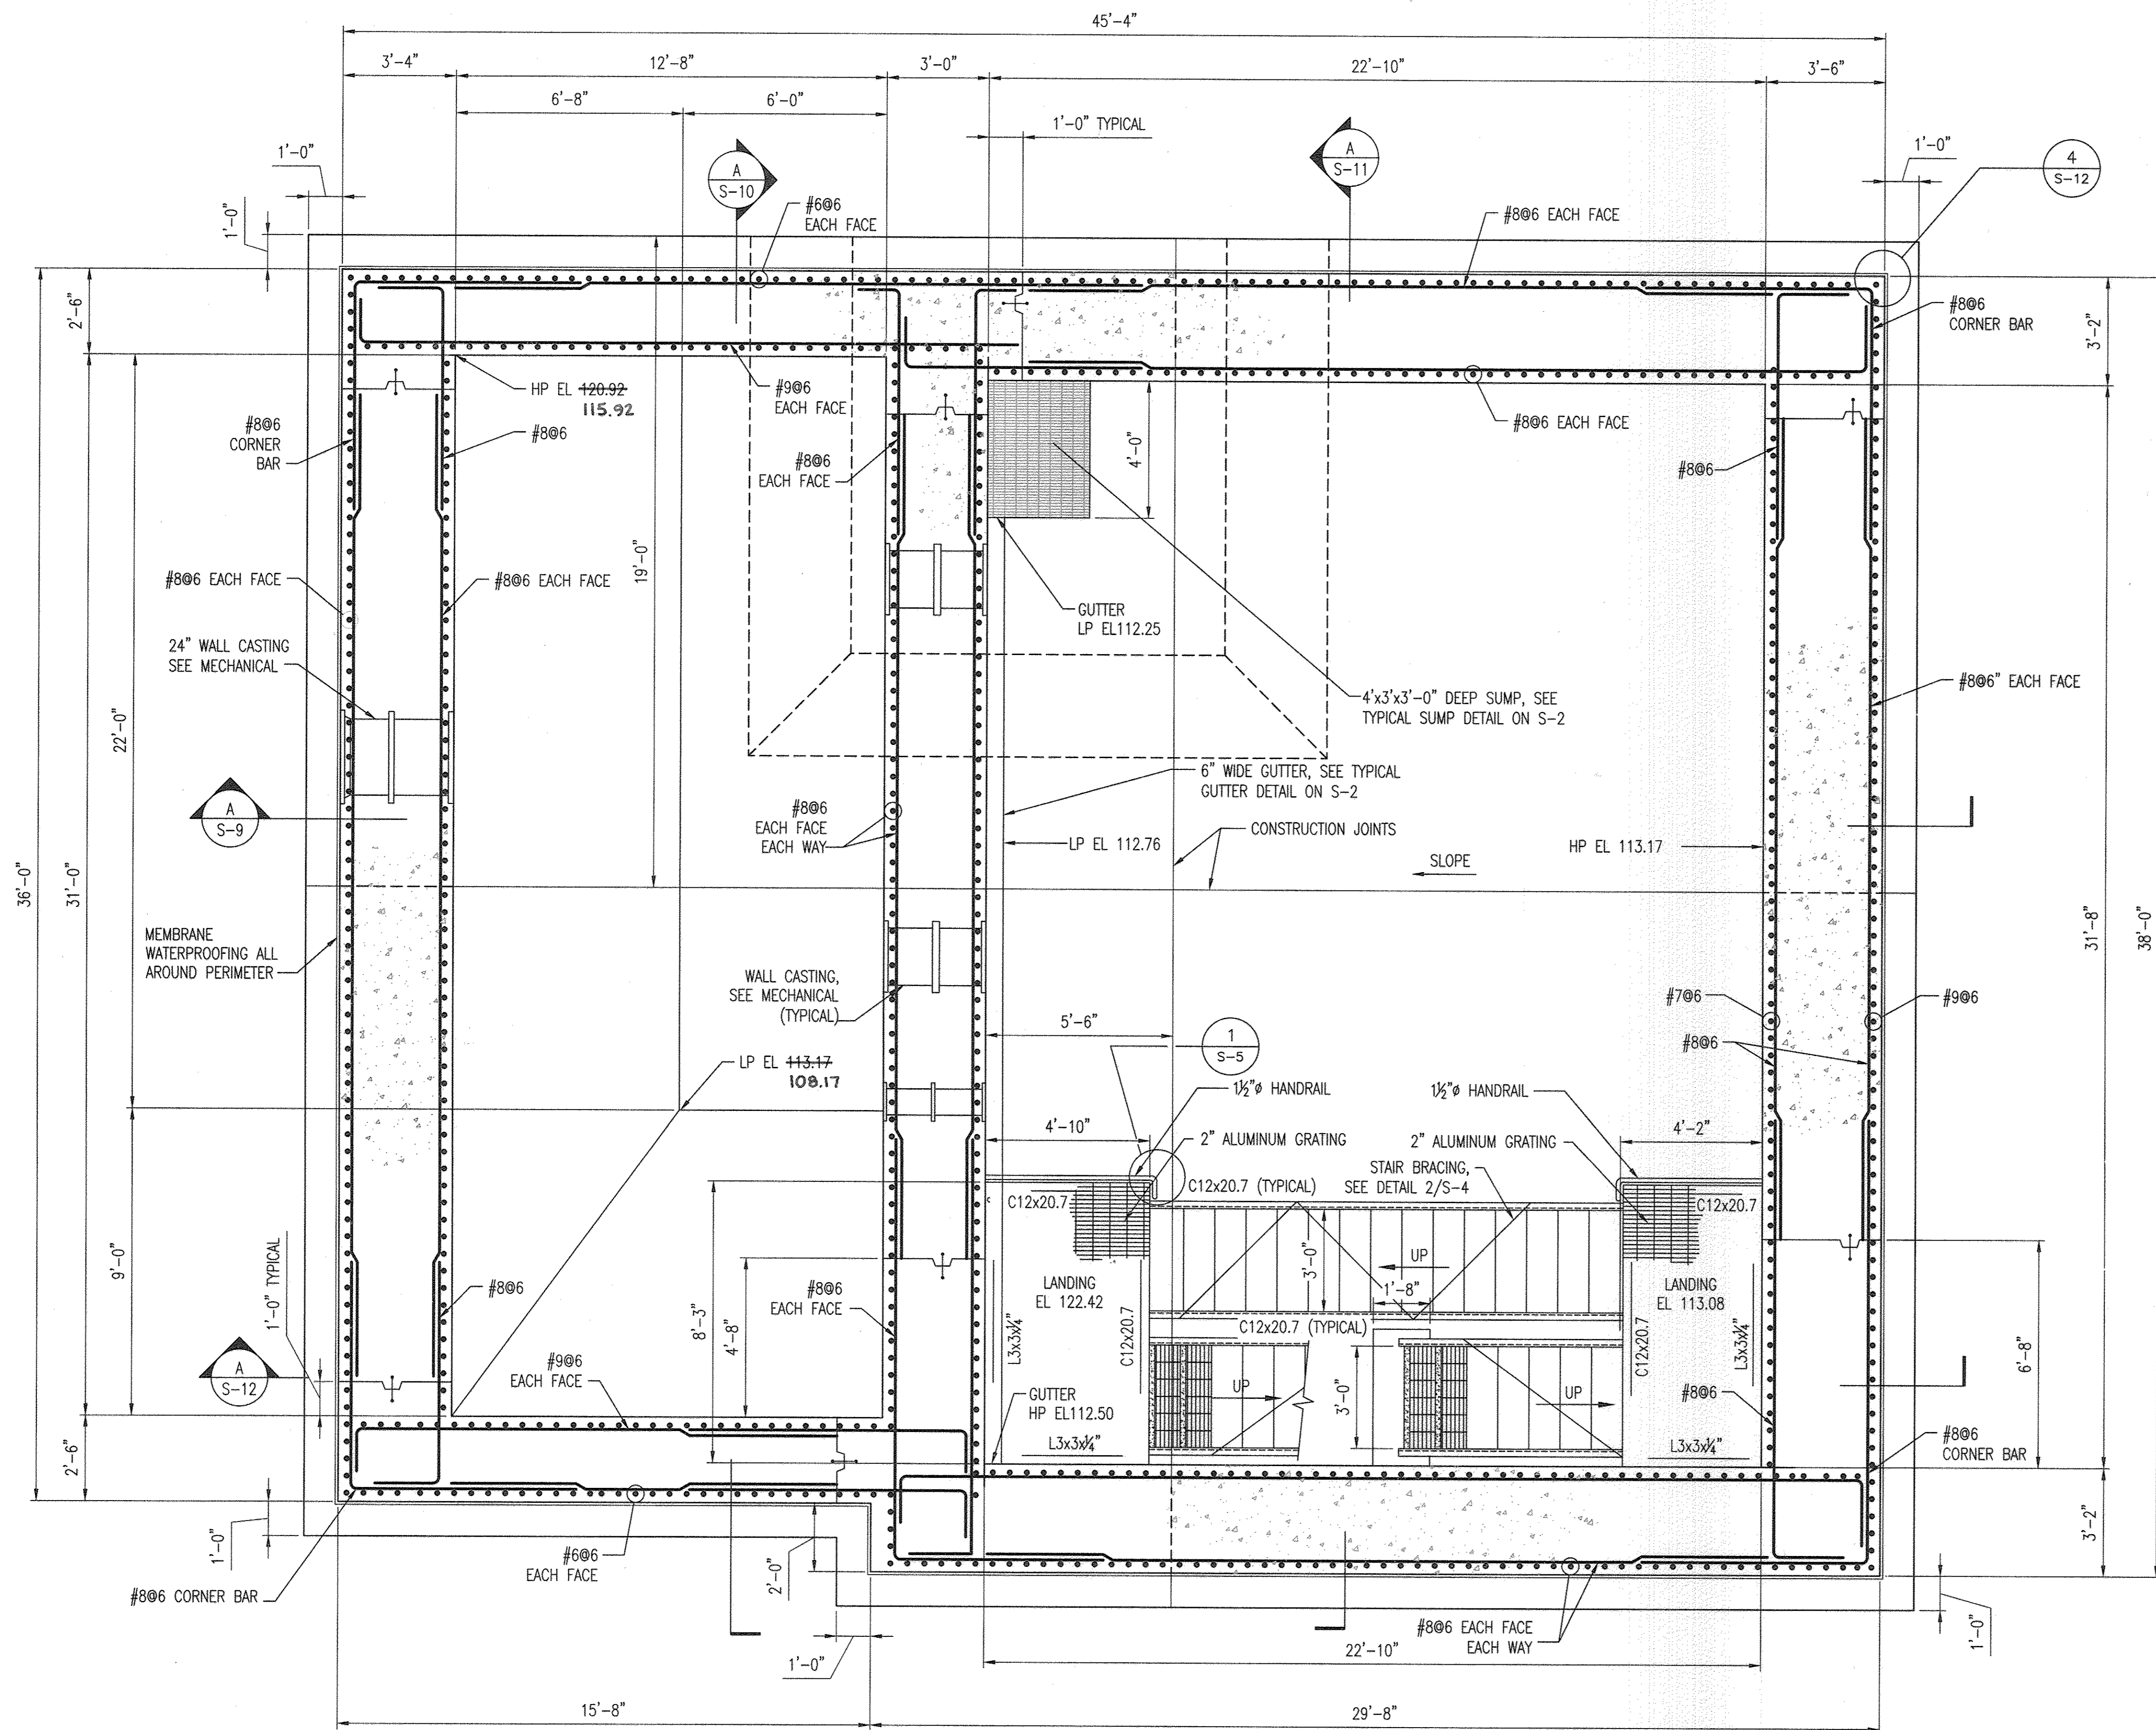 45'-4"
3'-4"
12'-8"
3'-0"
22'-10"
3'-6"
6'-8"
6'-0"
1'-0" TYPICAL
1'-0"
1'-0"
A
S-10
A
S-11
1'-0"
4
S-12
#6@6
EACH FACE
#8@6 EACH FACE
2'-6"
#8@6
CORNER BAR
3'-2"
HP EL 120.92
115.92
#9@6
EACH FACE
#8@6
CORNER
BAR
#8@6
#8@6 EACH FACE
#8@6
EACH FACE
4'-0"
#8@6
19'-0"
#8@6 EACH FACE
#8@6 EACH FACE
GUTTER
LP EL112.25
24" WALL CASTING
SEE MECHANICAL
#8@6" EACH FACE
4'x3'x3'-0" DEEP SUMP, SEE
TYPICAL SUMP DETAIL ON S-2
22'-0"
6" WIDE GUTTER, SEE TYPICAL
GUTTER DETAIL ON S-2
A
S-9
#8@6
EACH FACE
EACH WAY
CONSTRUCTION JOINTS
LP EL 112.76
HP EL 113.17
SLOPE
36'-0"
31'-0"
31'-8"
38'-0"
MEMBRANE
WATERPROOFING ALL
AROUND PERIMETER
WALL CASTING,
SEE MECHANICAL
(TYPICAL)
#7@6
#9@6
5'-6"
1
S-5
#8@6
LP EL 113.17
108.17
1½"ø HANDRAIL
1½"ø HANDRAIL
4'-10"
2" ALUMINUM GRATING
2" ALUMINUM GRATING
4'-2"
STAIR BRACING,
SEE DETAIL 2/S-4
C12x20.7 (TYPICAL)
C12x20.7
C12x20.7
9'-0"
1'-0" TYPICAL
#8@6
#8@6
EACH FACE
8'-3"
4'-8"
LANDING
EL 122.42
3'-0"
UP
1'-8"
LANDING
EL 113.08
L3x3x¼"
C12x20.7
C12x20.7 (TYPICAL)
C12x20.7
L3x3x¼"
6'-8"
A
S-12
#9@6
EACH FACE
UP
3'-0"
UP
#8@6
GUTTER
HP EL112.50
L3x3x¼"
L3x3x¼"
#8@6
CORNER BAR
2'-6"
3'-2"
1'-0"
#6@6
EACH FACE
2'-0"
#8@6 CORNER BAR
#8@6 EACH FACE
EACH WAY
1'-0"
1'-0"
22'-10"
15'-8"
29'-8"